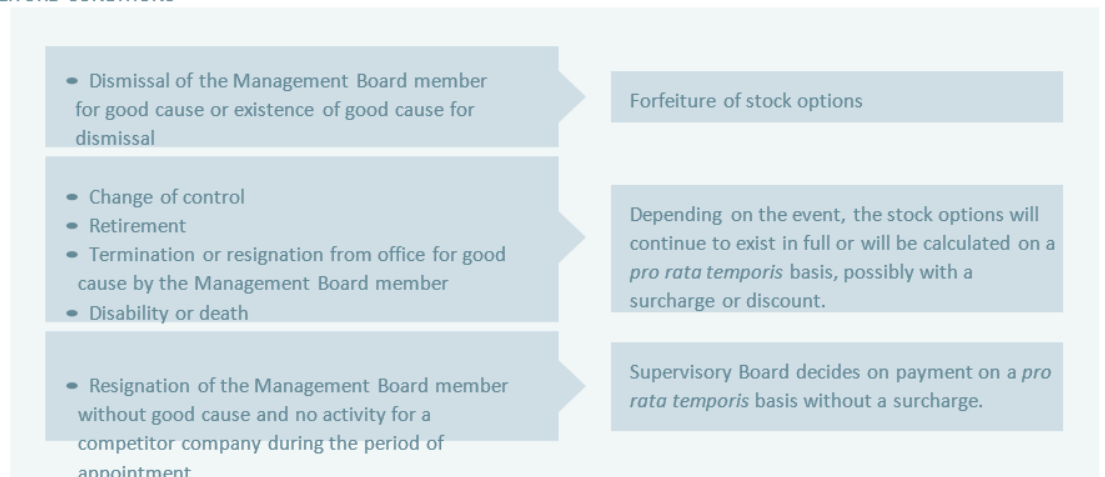 • Dismissal of the Management Board member
for good cause or existence of good cause for
dismissal
Forfeiture of stock options
• Change of control
• Retirement
• Termination or resignation from office for good
cause by the Management Board member
• Disability or death
Depending on the event, the stock options will
continue to exist in full or will be calculated on a
pro rata temporis basis, possibly with a
surcharge or discount.
• Resignation of the Management Board member
without good cause and no activity for a
competitor company during the period of
appointment
Supervisory Board decides on payment on a pro
rata temporis basis without a surcharge.